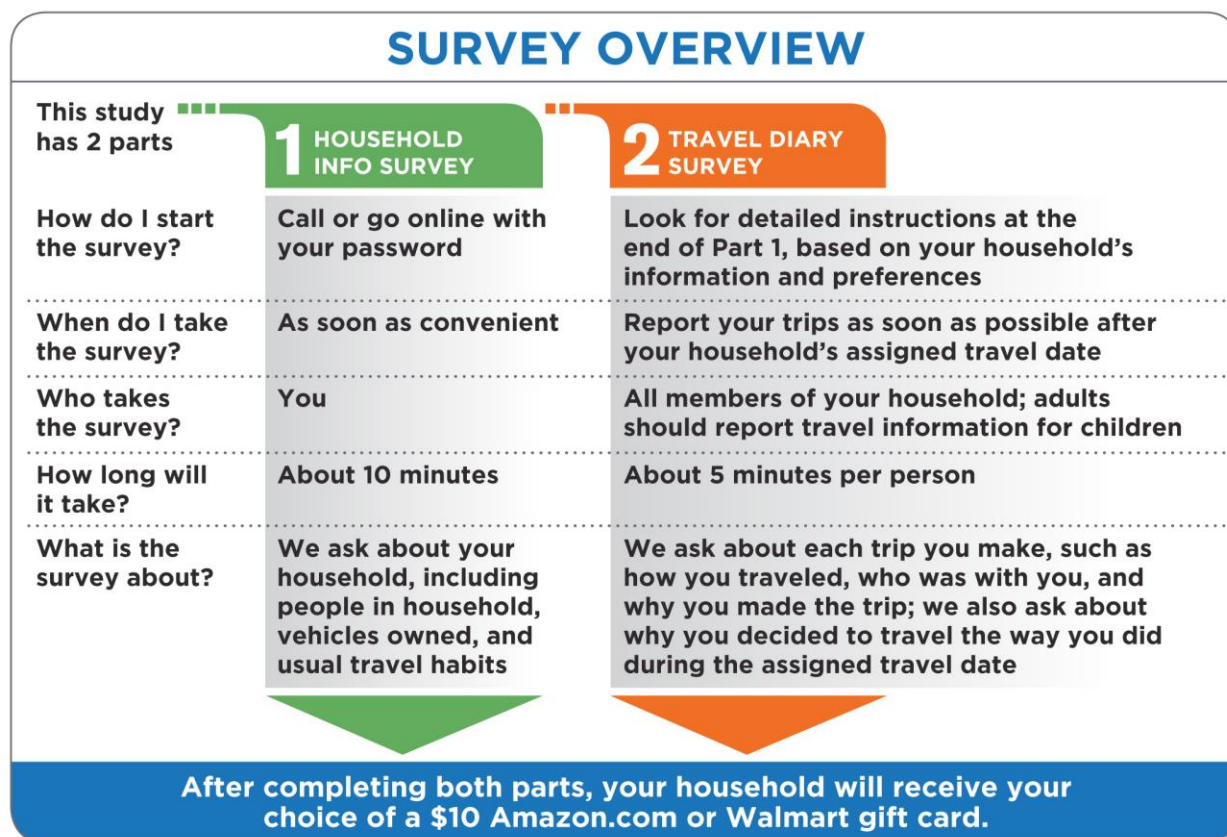 SURVEY OVERVIEW
This study
has 2 parts
1 HOUSEHOLD
INFO SURVEY
2 TRAVEL DIARY
SURVEY
How do I start
the survey?
Call or go online with
your password
Look for detailed instructions at the
end of Part 1, based on your household’s
information and preferences
When do I take
the survey?
As soon as convenient
Report your trips as soon as possible after
your household’s assigned travel date
Who takes
the survey?
You
All members of your household; adults
should report travel information for children
How long will
it take?
About 10 minutes
About 5 minutes per person
What is the
survey about?
We ask about your
household, including
people in household,
vehicles owned, and
usual travel habits
We ask about each trip you make, such as
how you traveled, who was with you, and
why you made the trip; we also ask about
why you decided to travel the way you did
during the assigned travel date
After completing both parts, your household will receive your
choice of a $10 Amazon.com or Walmart gift card.